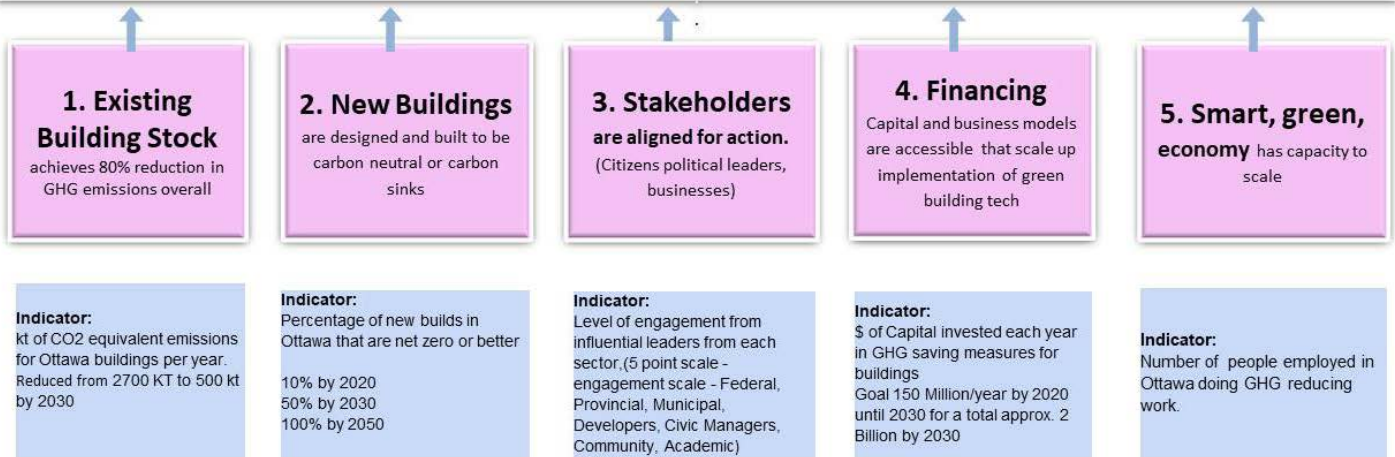 1. Existing
Building Stock
achieves 80% reduction in
GHG emissions overall
2. New Buildings
are designed and built to be
carbon neutral or carbon
sinks
3. Stakeholders
are aligned for action.
(Citizens political leaders,
businesses)
4. Financing
Capital and business models
are accessible that scale up
implementation of green
building tech
5. Smart, green,
economy has capacity to
scale
Indicator:
kt of CO2 equivalent emissions
for Ottawa buildings per year.
Reduced from 2700 KT to 500 kt
by 2030
Indicator:
Percentage of new builds in
Ottawa that are net zero or better
10% by 2020
50% by 2030
100% by 2050
Indicator:
Level of engagement from
influential leaders from each
sector,(5 point scale -
engagement scale - Federal,
Provincial, Municipal,
Developers, Civic Managers,
Community, Academic)
Indicator:
$ of Capital invested each year
in GHG saving measures for
buildings
Goal 150 Million/year by 2020
until 2030 for a total approx. 2
Billion by 2030
Indicator:
Number of people employed in
Ottawa doing GHG reducing
work.